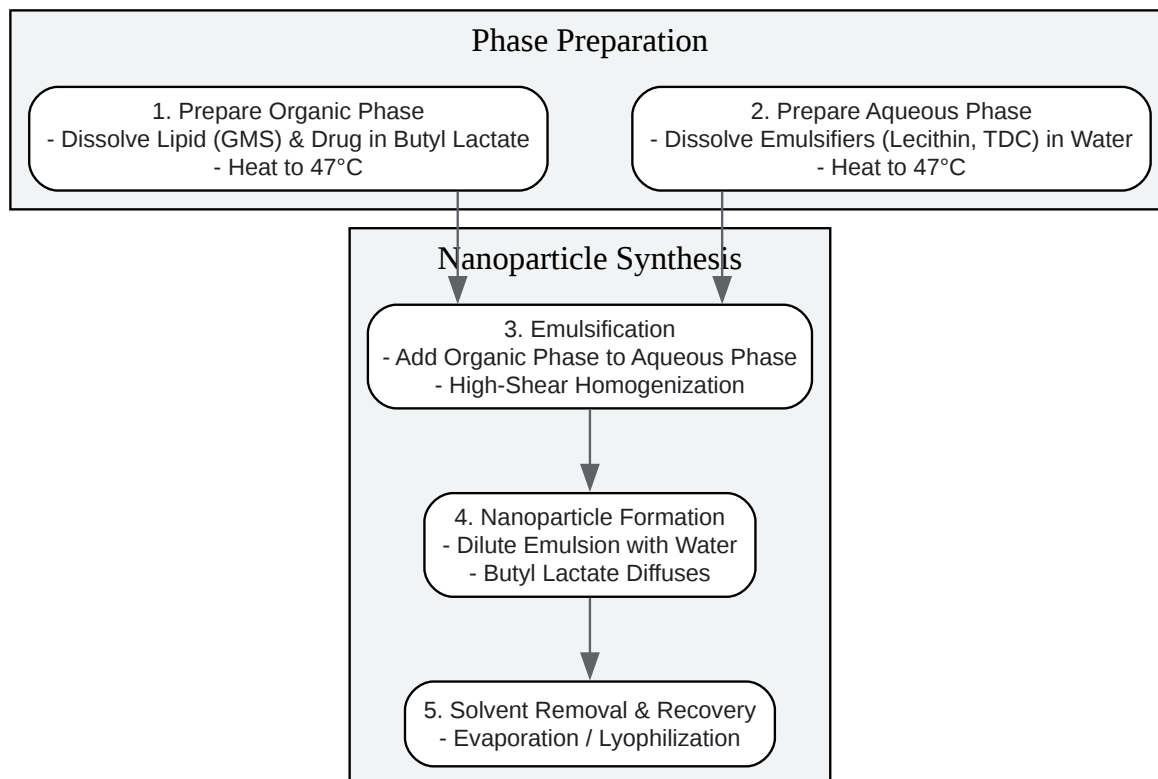 Phase Preparation
1. Prepare Organic Phase
- Dissolve Lipid (GMS) & Drug in Butyl Lactate
- Heat to 47°C
2. Prepare Aqueous Phase
- Dissolve Emulsifiers (Lecithin, TDC) in Water
- Heat to 47°C
Nanoparticle Synthesis
3. Emulsification
- Add Organic Phase to Aqueous Phase
- High-Shear Homogenization
4. Nanoparticle Formation
- Dilute Emulsion with Water
- Butyl Lactate Diffuses
5. Solvent Removal & Recovery
- Evaporation / Lyophilization